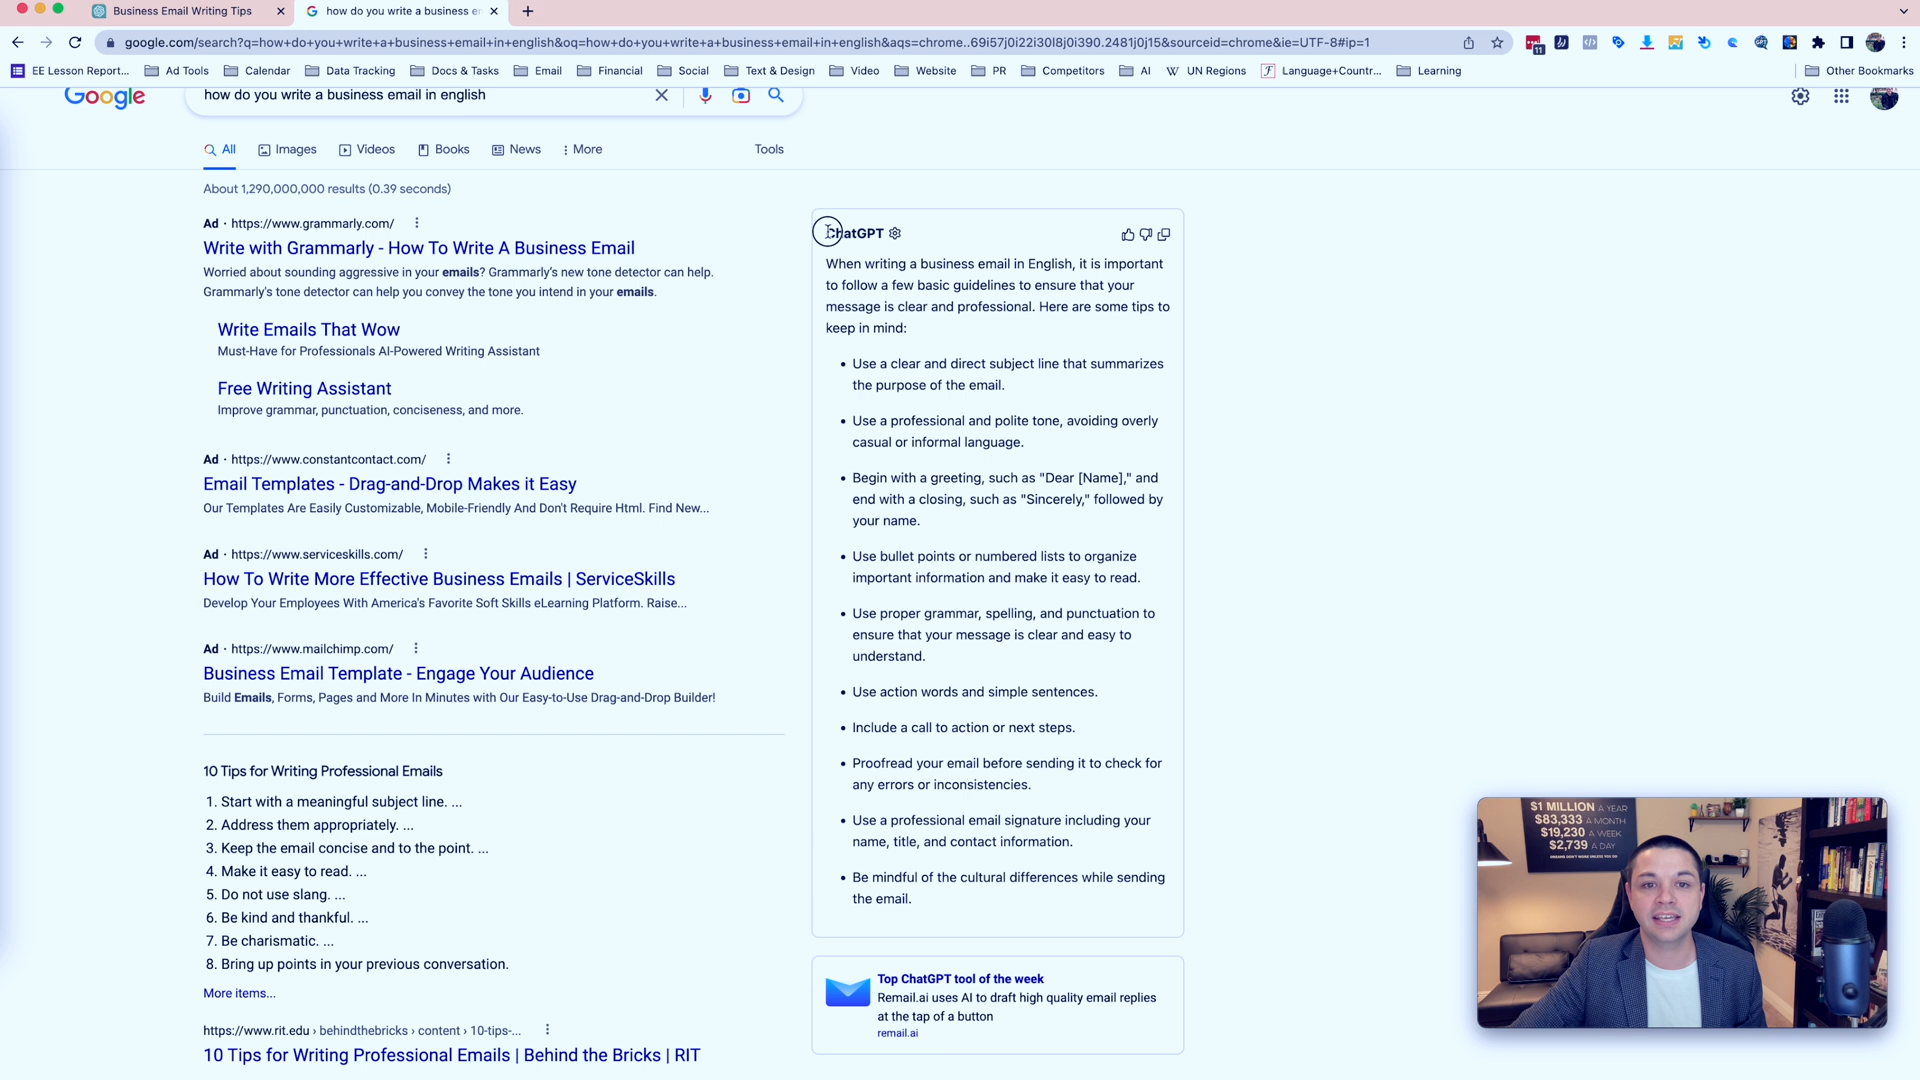 Business Email Writing Tips
how do you write a business em
google.com/search?q=how+do+you+write+a+business+email+in+english&oq=how+do+you+write+a+business+email+in+english&aqs=chrome..69i57j0i22i30l8j0i390.2481j0j15&sourceid=chrome&ie=UTF-8#ip=1
11
EE Lesson Report... Ad Tools Calendar Data Tracking Docs & Tasks Email Financial Social Text & Design Video Website PR Competitors AI W UN Regions Language+Countr... Learning Other Bookmarks
Google
how do you write a business email in english
All Images Videos Books News More Tools
About 1,290,000,000 results (0.39 seconds)
Ad · https://www.grammarly.com/
Write with Grammarly - How To Write A Business Email
Worried about sounding aggressive in your emails? Grammarly's new tone detector can help.
Grammarly's tone detector can help you convey the tone you intend in your emails.
Write Emails That Wow
Must-Have for Professionals AI-Powered Writing Assistant
Free Writing Assistant
Improve grammar, punctuation, conciseness, and more.
Ad · https://www.constantcontact.com/
Email Templates - Drag-and-Drop Makes it Easy
Our Templates Are Easily Customizable, Mobile-Friendly And Don't Require Html. Find New...
Ad · https://www.serviceskills.com/
How To Write More Effective Business Emails | ServiceSkills
Develop Your Employees With America's Favorite Soft Skills eLearning Platform. Raise...
Ad · https://www.mailchimp.com/
Business Email Template - Engage Your Audience
Build Emails, Forms, Pages and More In Minutes with Our Easy-to-Use Drag-and-Drop Builder!
10 Tips for Writing Professional Emails
1. Start with a meaningful subject line. ...
2. Address them appropriately. ...
3. Keep the email concise and to the point. ...
4. Make it easy to read. ...
5. Do not use slang. ...
6. Be kind and thankful. ...
7. Be charismatic. ...
8. Bring up points in your previous conversation.
More items...
https://www.rit.edu › behindthebricks › content › 10-tips-...
10 Tips for Writing Professional Emails | Behind the Bricks | RIT
ChatGPT
When writing a business email in English, it is important
to follow a few basic guidelines to ensure that your
message is clear and professional. Here are some tips to
keep in mind:
• Use a clear and direct subject line that summarizes
the purpose of the email.
• Use a professional and polite tone, avoiding overly
casual or informal language.
• Begin with a greeting, such as "Dear [Name]," and
end with a closing, such as "Sincerely," followed by
your name.
• Use bullet points or numbered lists to organize
important information and make it easy to read.
• Use proper grammar, spelling, and punctuation to
ensure that your message is clear and easy to
understand.
• Use action words and simple sentences.
• Include a call to action or next steps.
• Proofread your email before sending it to check for
any errors or inconsistencies.
• Use a professional email signature including your
name, title, and contact information.
• Be mindful of the cultural differences while sending
the email.
Top ChatGPT tool of the week
Remail.ai uses AI to draft high quality email replies
at the tap of a button
remail.ai
$1 MILLION A YEAR
$83,333 A MONTH
$19,230 A WEEK
$2,739 A DAY
DREAMS DON'T WORK UNLESS YOU DO